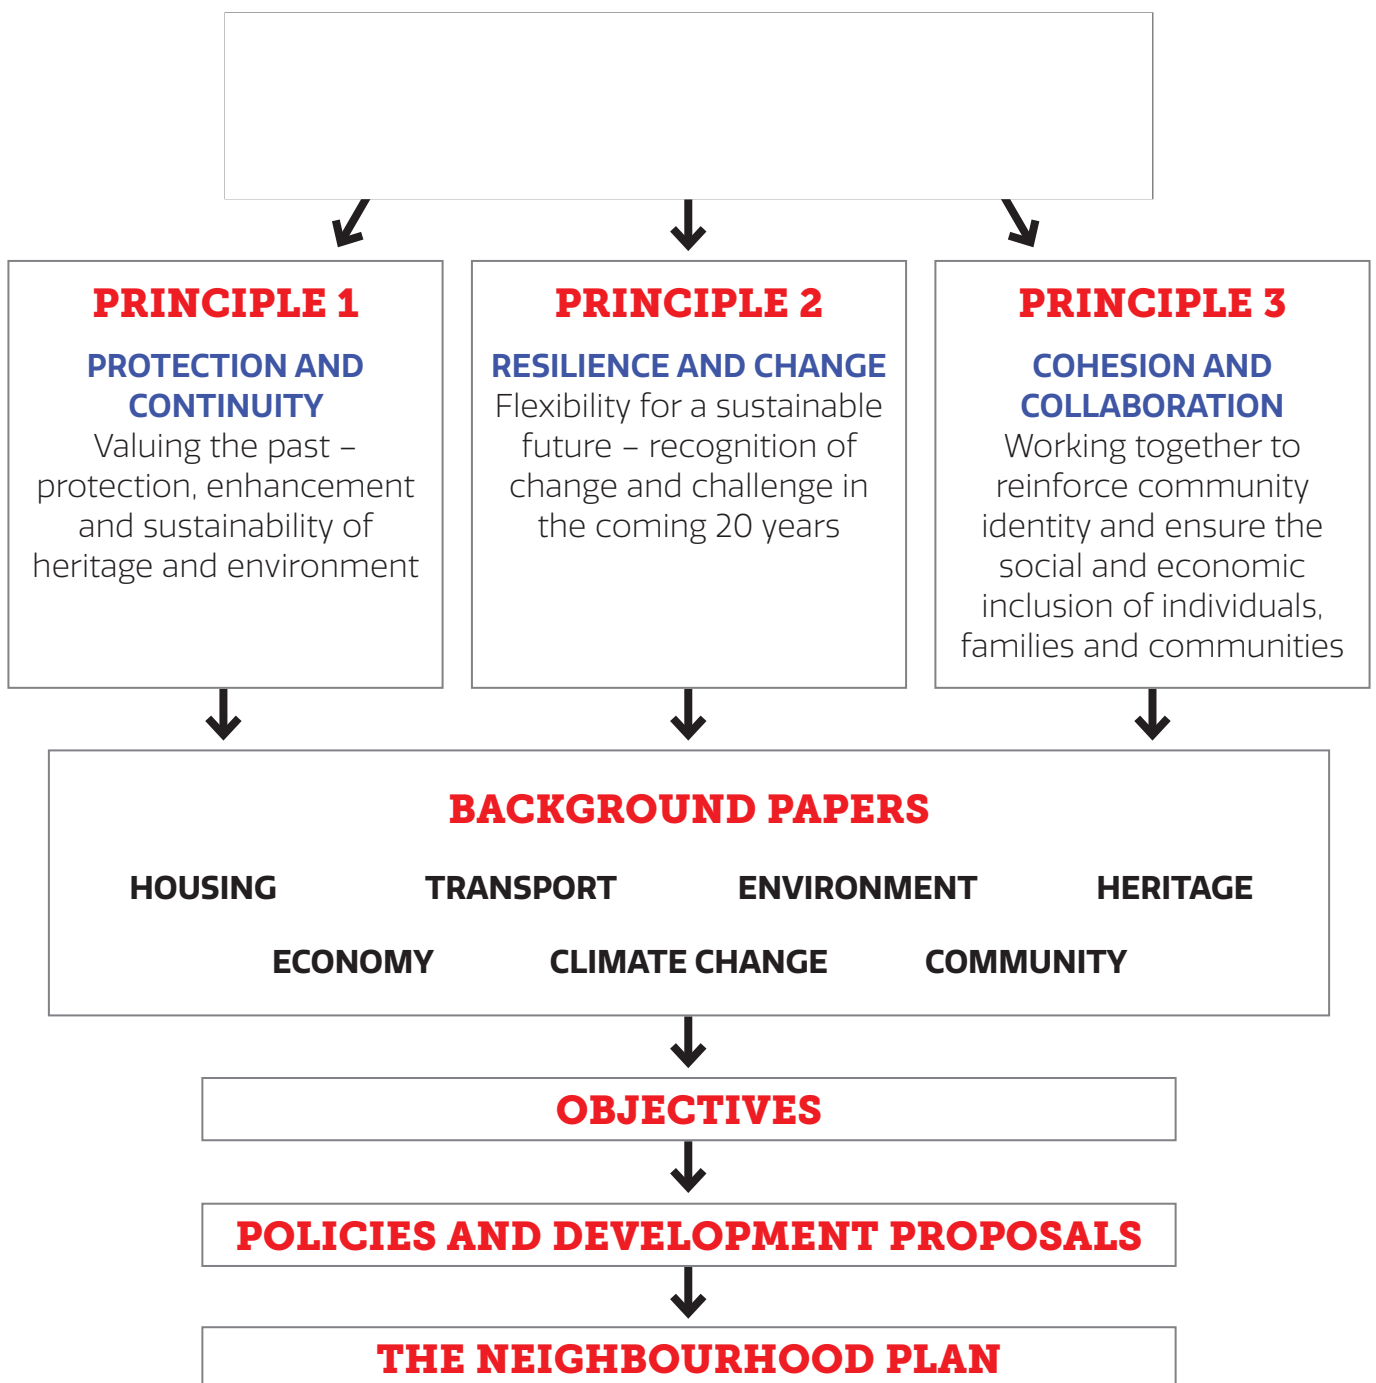 PRINCIPLE 1
PROTECTION AND
CONTINUITY
Valuing the past –
protection, enhancement
and sustainability of
heritage and environment
PRINCIPLE 2
RESILIENCE AND CHANGE
Flexibility for a sustainable
future – recognition of
change and challenge in
the coming 20 years
PRINCIPLE 3
COHESION AND
COLLABORATION
Working together to
reinforce community
identity and ensure the
social and economic
inclusion of individuals,
families and communities
BACKGROUND PAPERS
HOUSING TRANSPORT ENVIRONMENT HERITAGE
ECONOMY CLIMATE CHANGE COMMUNITY
OBJECTIVES
POLICIES AND DEVELOPMENT PROPOSALS
THE NEIGHBOURHOOD PLAN